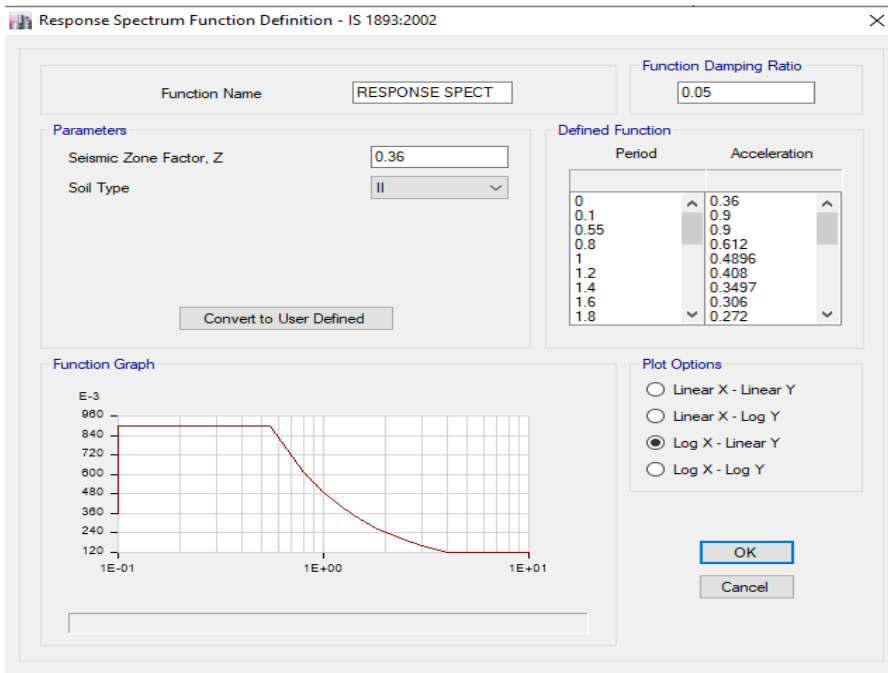 Response Spectrum Function Definition - IS 1893:2002
Function Name
RESPONSE SPECT
Function Damping Ratio
0.05
Parameters
Seismic Zone Factor, Z
0.36
Soil Type
II
Convert to User Defined
Defined Function
Period Acceleration
0 0.36
0.1 0.9
0.55 0.9
0.8 0.612
1 0.4896
1.2 0.408
1.4 0.3497
1.6 0.306
1.8 0.272
Function Graph
E-3
960
840
720
600
480
360
240
120
1E-01 1E+00 1E+01
Plot Options
Linear X - Linear Y
Linear X - Log Y
Log X - Linear Y
Log X - Log Y
OK
Cancel